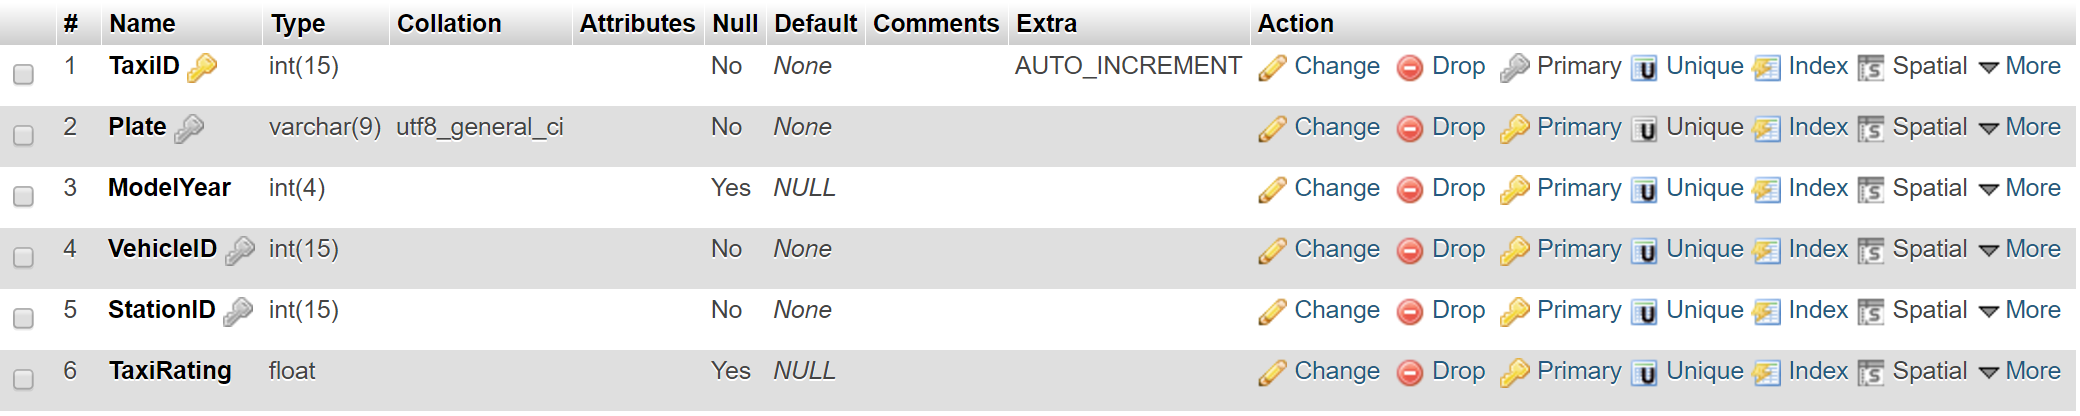 # Name Type Collation Attributes Null Default Comments Extra Action
1 TaxiID int(15) No None AUTO_INCREMENT Change Drop Primary Unique Index Spatial More
2 Plate varchar(9) utf8_general_ci No None Change Drop Primary Unique Index Spatial More
3 ModelYear int(4) Yes NULL Change Drop Primary Unique Index Spatial More
4 VehicleID int(15) No None Change Drop Primary Unique Index Spatial More
5 StationID int(15) No None Change Drop Primary Unique Index Spatial More
6 TaxiRating float Yes NULL Change Drop Primary Unique Index Spatial More